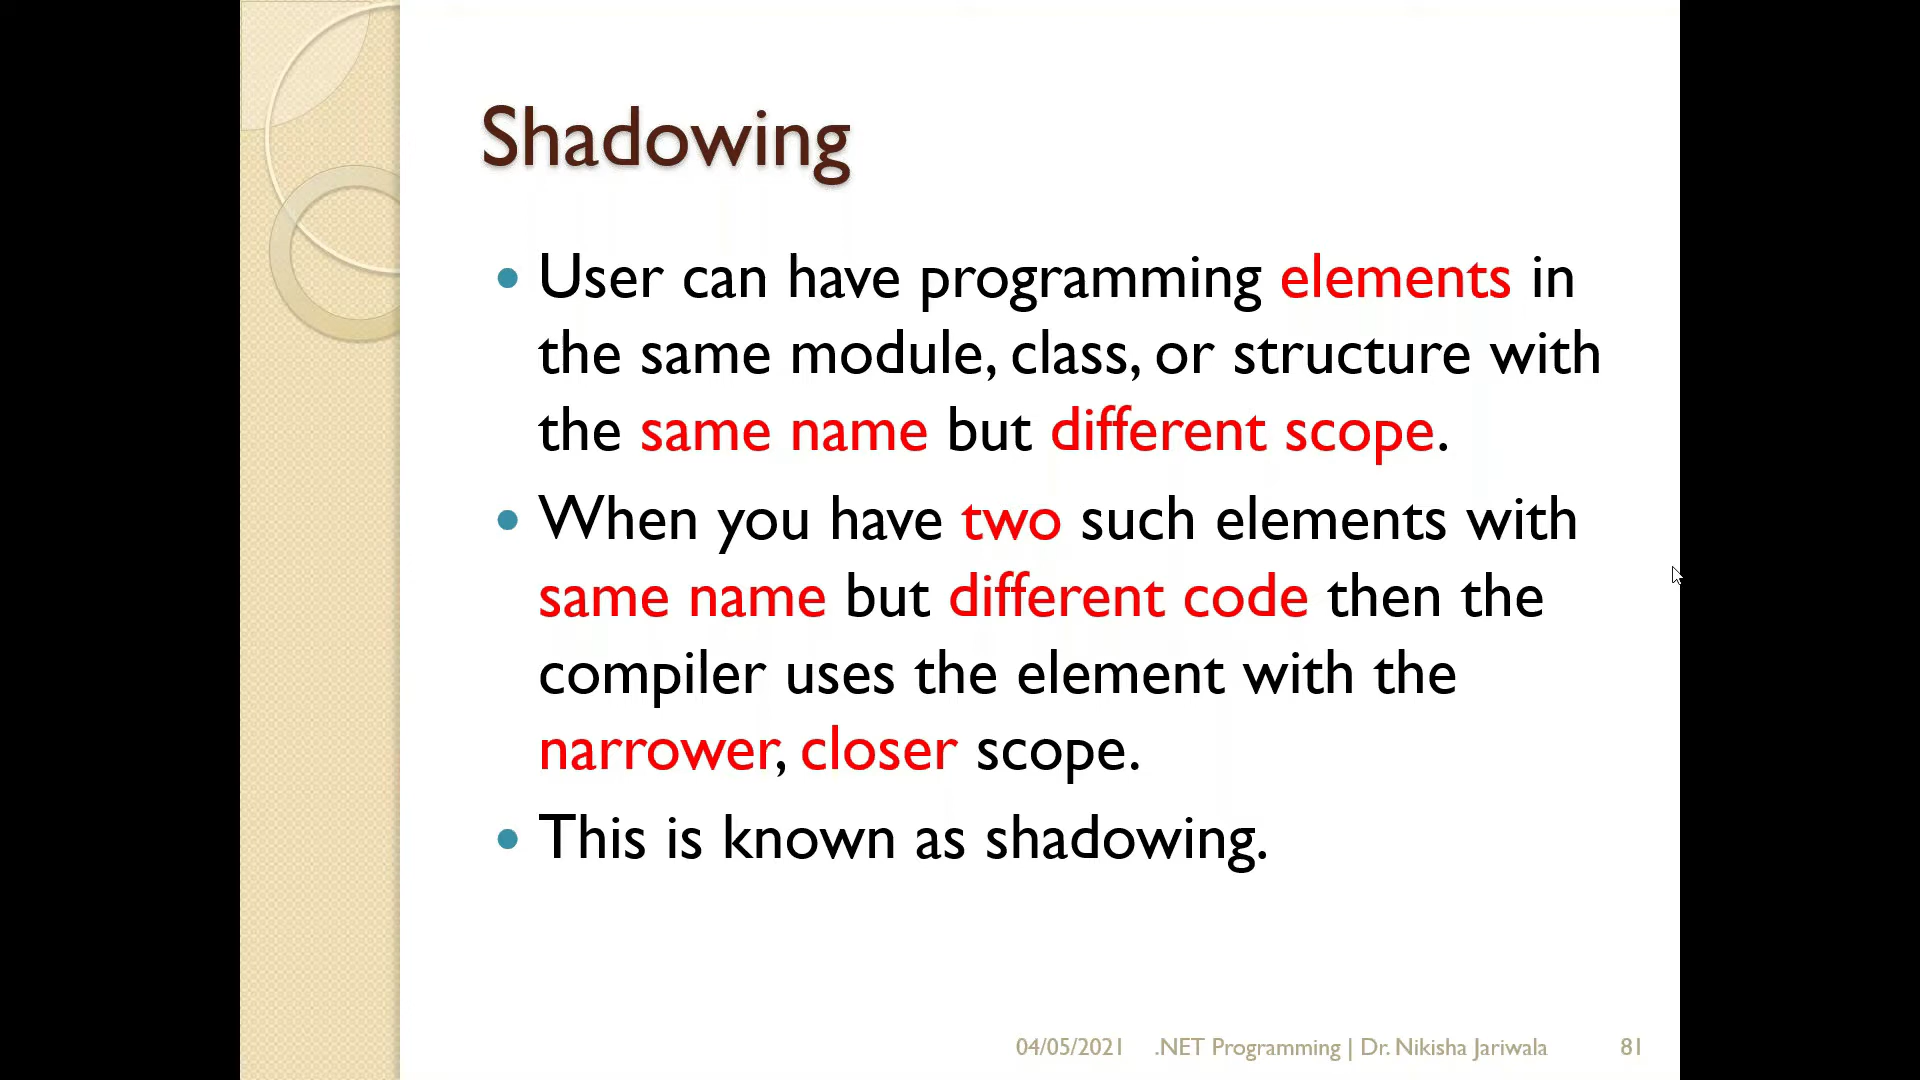 Shadowing
User can have programming elements in
the same module, class, or structure with
the same name but different scope.
When you have two such elements with
same name but different code then the
compiler uses the element with the
narrower, closer scope.
This is known as shadowing.
04/05/2021 .NET Programming | Dr. Nikisha Jariwala 81